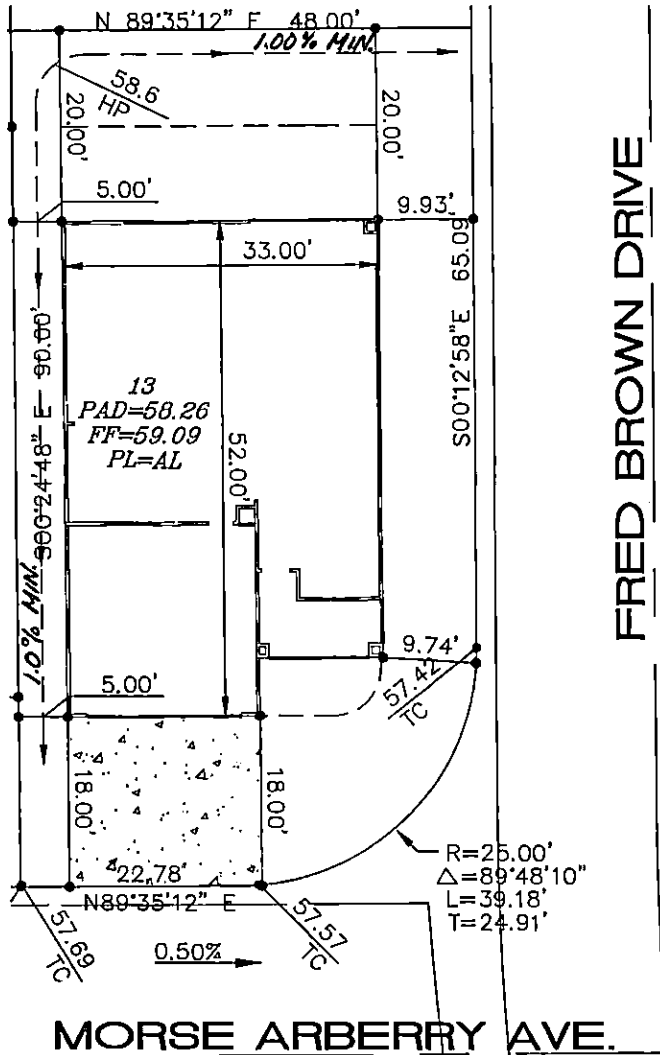 N 89°35'12" E 48.00'
1.00% MIN.
58.6
HP
20.00'
20.00'
5.00'
9.93'
33.00'
S00°12'58"E 65.09
FRED BROWN DRIVE
S00°24'48" E 90.00'
13
PAD=58.26
FF=59.09
PL=AL
52.00'
1.0% MIN.
9.74'
5.00'
57.42
TC
18.00'
18.00'
R=25.00'
△=89°48'10"
L=39.18'
T=24.91'
22.78'
N89°35'12" E
57.69
TC
57.57
TC
0.50%
MORSE ARBERRY AVE.